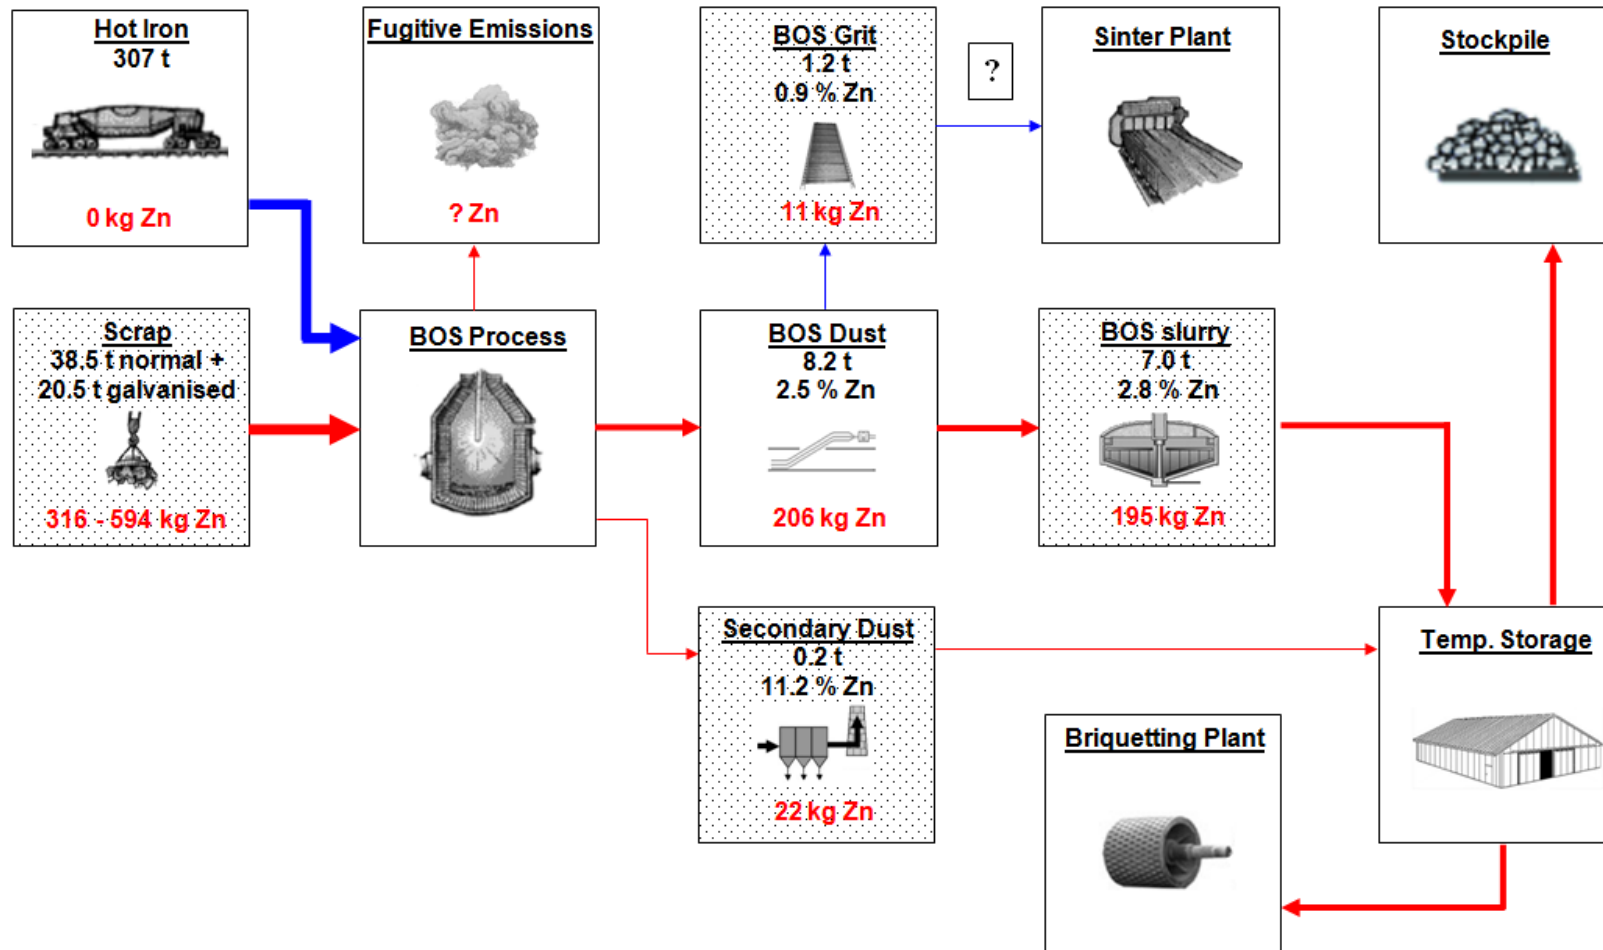 Hot Iron
307 t
0 kg Zn
Fugitive Emissions
? Zn
BOS Grit
1.2 t
0.9 % Zn
11 kg Zn
?
Sinter Plant
Stockpile
Scrap
38.5 t normal +
20.5 t galvanised
316 - 594 kg Zn
BOS Process
BOS Dust
8.2 t
2.5 % Zn
206 kg Zn
BOS slurry
7.0 t
2.8 % Zn
195 kg Zn
Secondary Dust
0.2 t
11.2 % Zn
22 kg Zn
Temp. Storage
Briquetting Plant